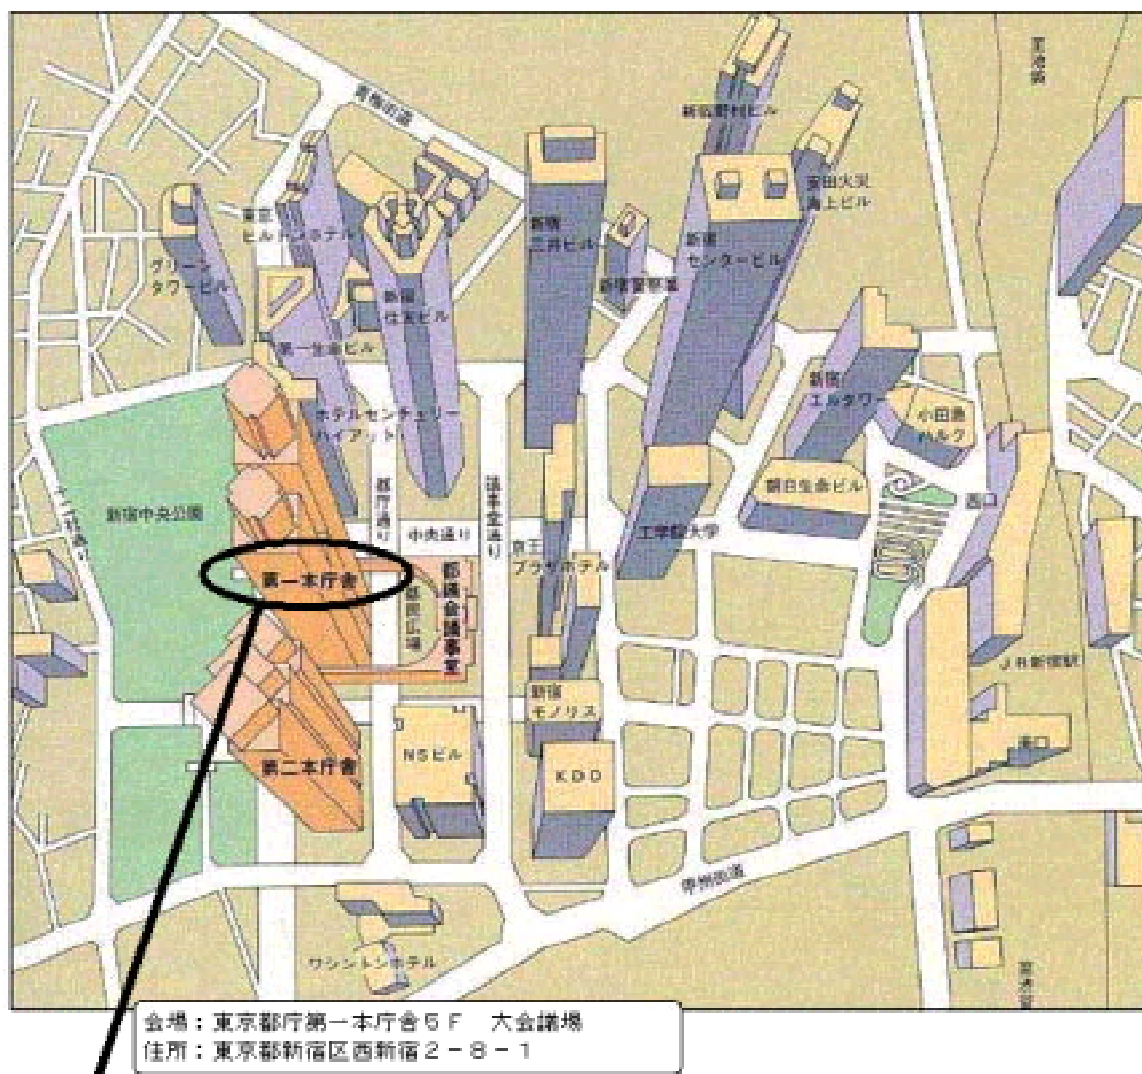 青梅街道
新宿野村ビル
安田火災
海上ビル
東京
ヒルトンホテル
グリーン
タワービル
新宿
三井ビル
新宿
センタービル
新宿警察署
新宿
住友ビル
第一生命ビル
新宿
エルタワー
小田急
ハルク
ホテルセンチュリー
ハイアット
朝日生命ビル
西口
新宿中央公園
都庁通り
議事堂通り
中央通り
工学院大学
京王
プラザホテル
第一本庁舎
都民広場
都議会議事堂
JR新宿駅
新宿
モノリス
南口
第二本庁舎
NSビル
KDD
甲州街道
ワシントンホテル
会場：東京都庁第一本庁舎５Ｆ　大会議場
住所：東京都新宿区西新宿２－８－１